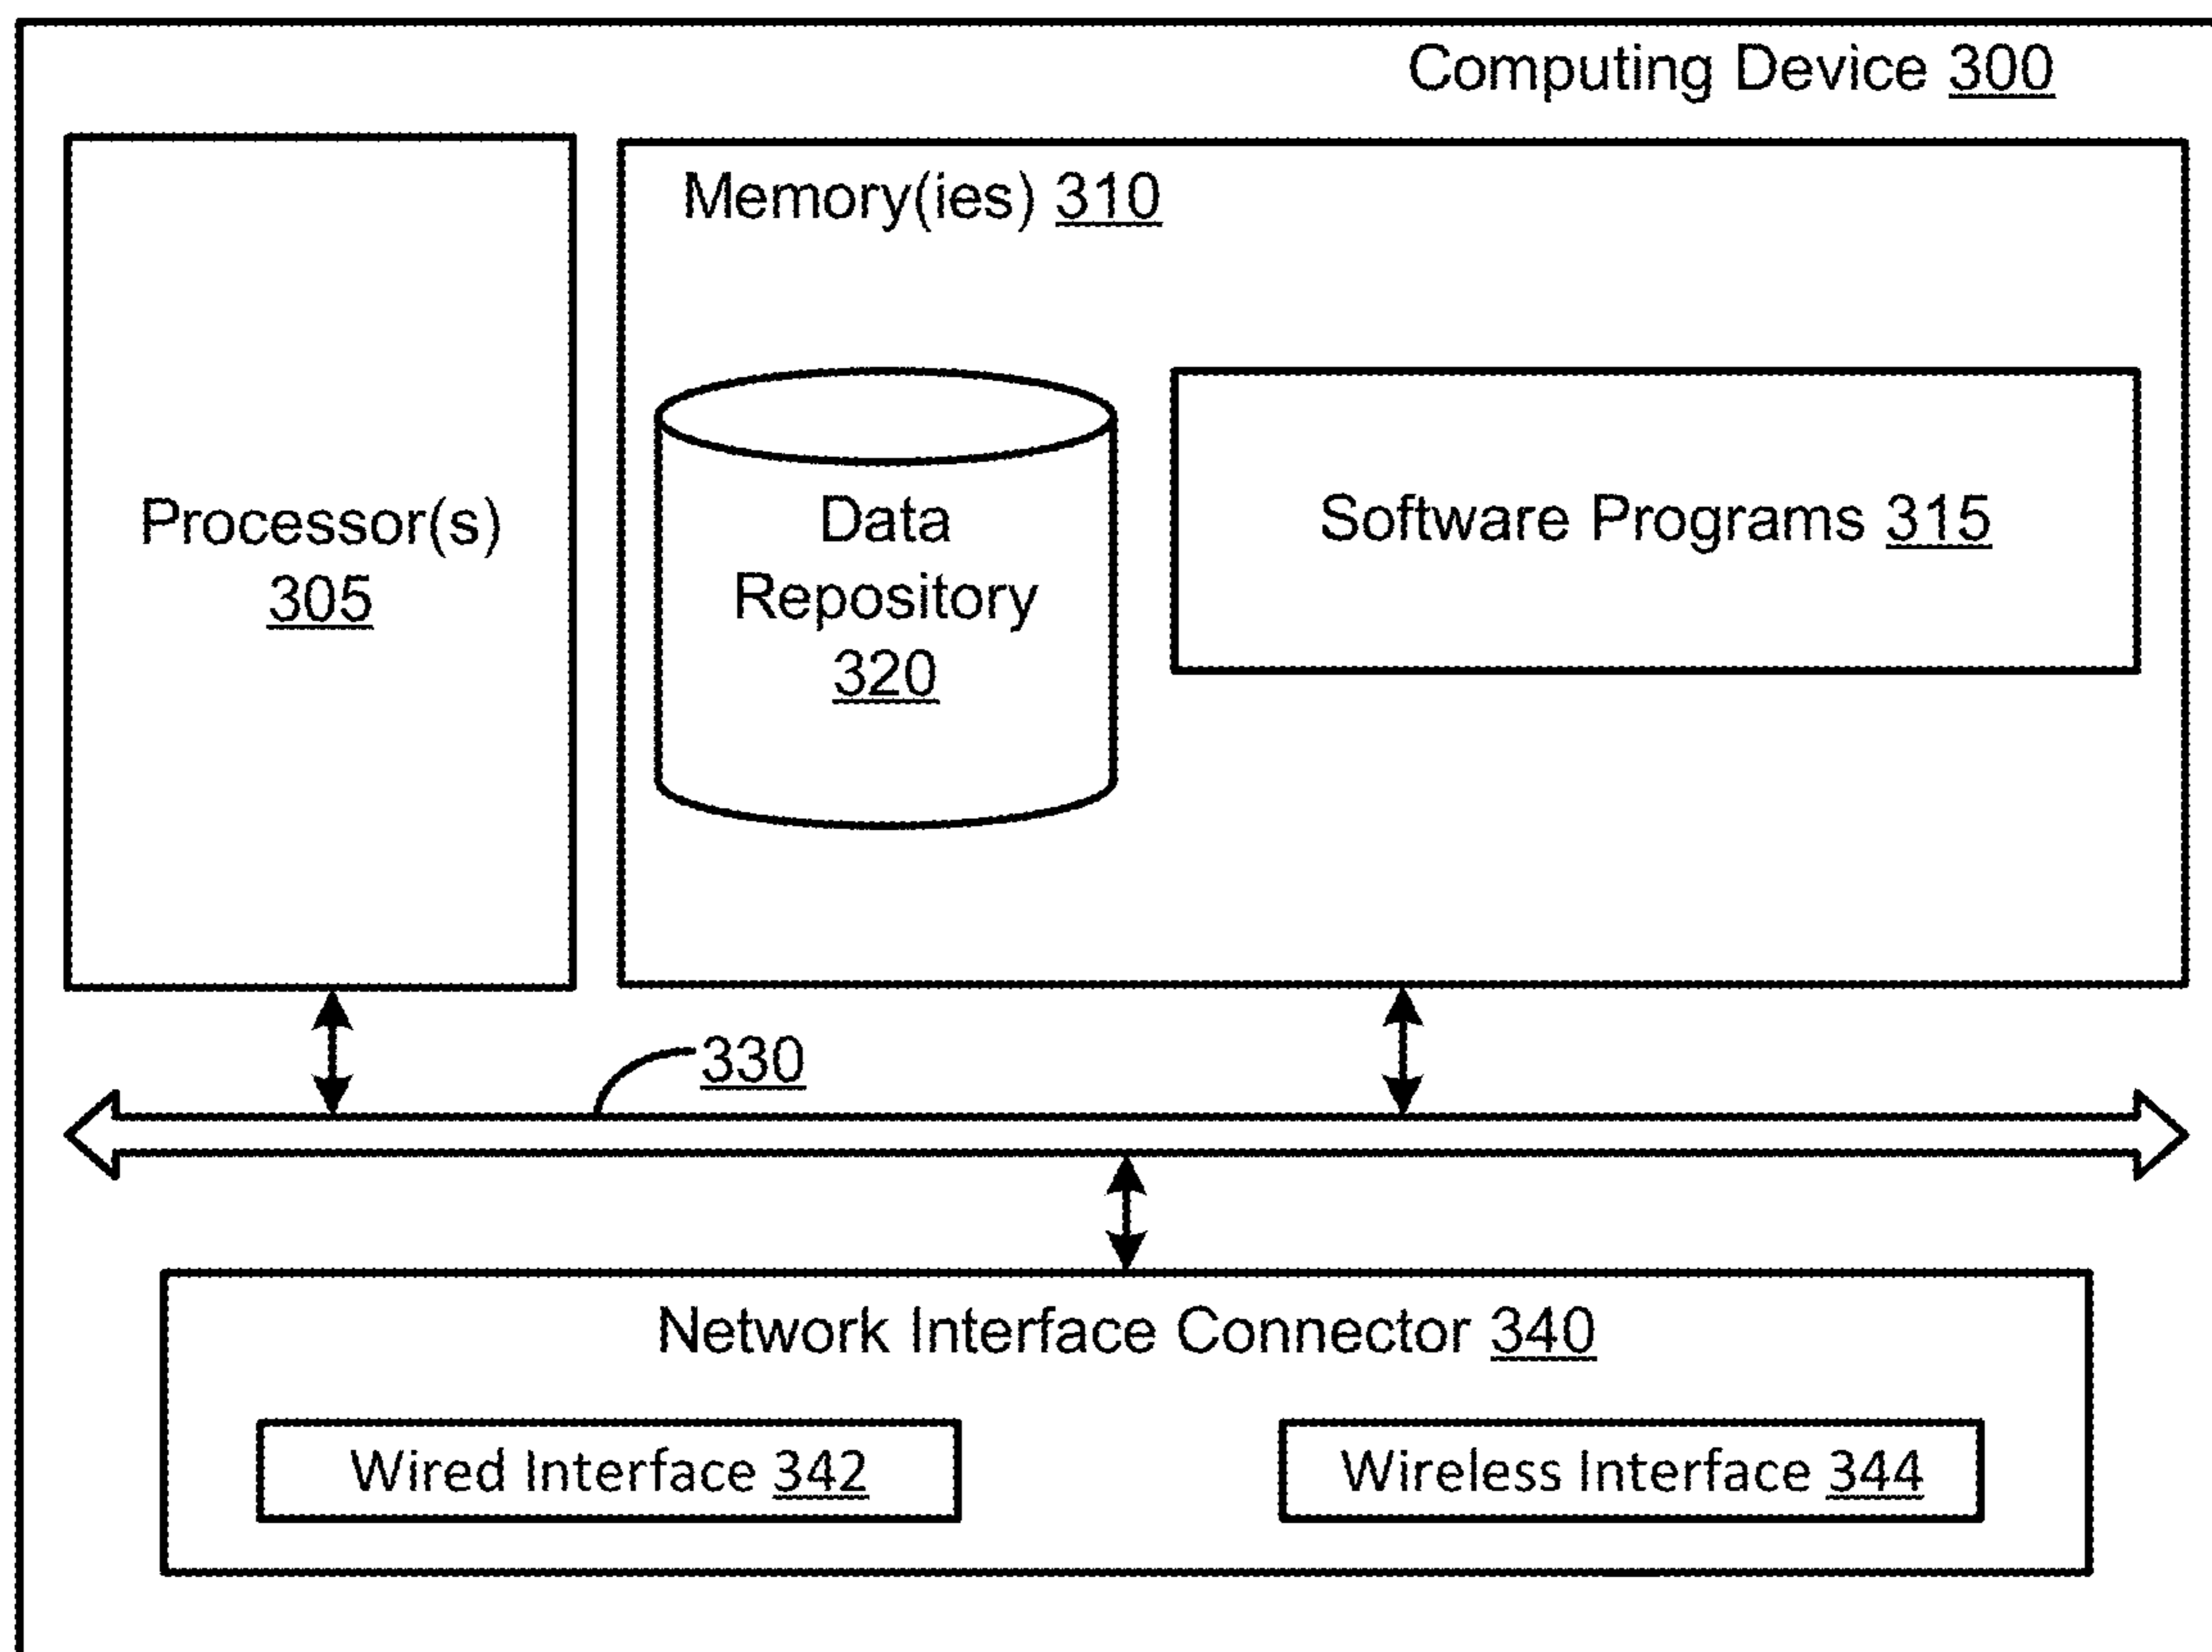 Computing Device 300
Memory(ies) 310
Processor(s)
305
Data
Repository
320
Software Programs 315
330
Network Interface Connector 340
Wired Interface 342
Wireless Interface 344